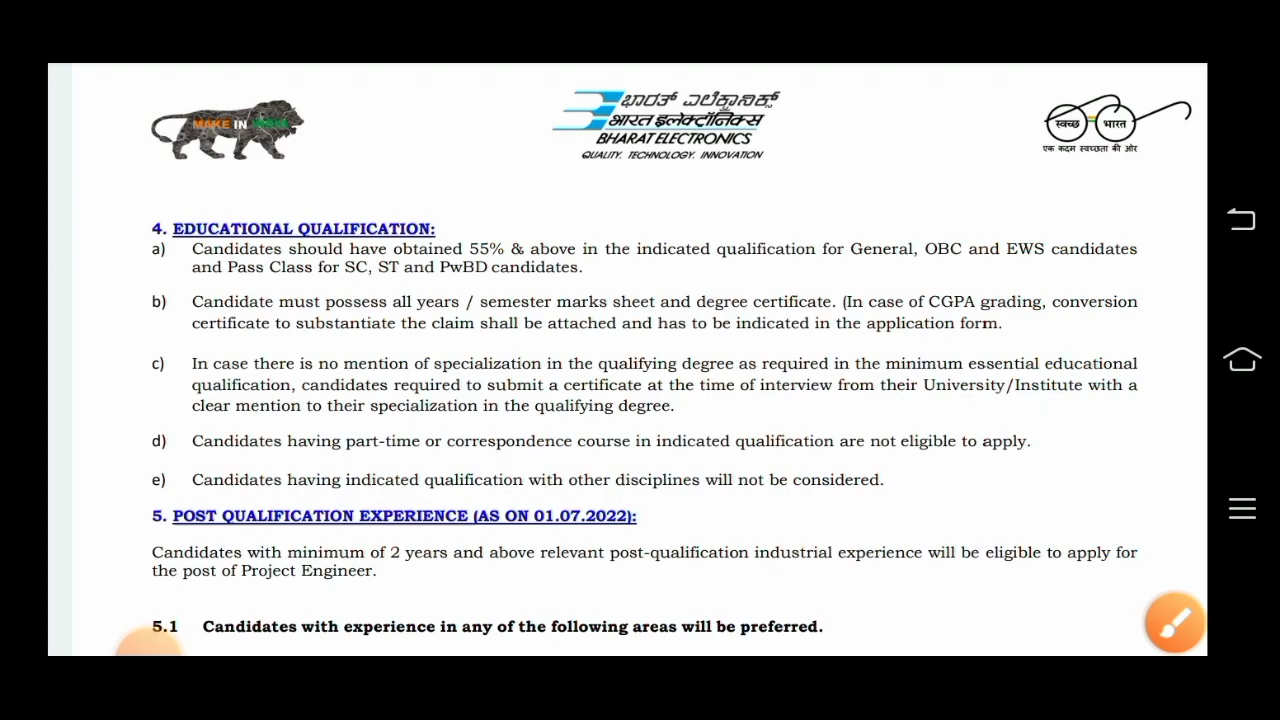 MAKE IN INDIA
ಭಾರತ್ ಎಲೆಕ್ಟ್ರಾನಿಕ್ಸ್
भारत इलेक्ट्रॉनिक्स
BHARAT ELECTRONICS
QUALITY. TECHNOLOGY. INNOVATION
स्वच्छ भारत
एक कदम स्वच्छता की ओर
4. EDUCATIONAL QUALIFICATION:
a) Candidates should have obtained 55% & above in the indicated qualification for General, OBC and EWS candidates
and Pass Class for SC, ST and PwBD candidates.
b) Candidate must possess all years / semester marks sheet and degree certificate. (In case of CGPA grading, conversion
certificate to substantiate the claim shall be attached and has to be indicated in the application form.
c) In case there is no mention of specialization in the qualifying degree as required in the minimum essential educational
qualification, candidates required to submit a certificate at the time of interview from their University/Institute with a
clear mention to their specialization in the qualifying degree.
d) Candidates having part-time or correspondence course in indicated qualification are not eligible to apply.
e) Candidates having indicated qualification with other disciplines will not be considered.
5. POST QUALIFICATION EXPERIENCE (AS ON 01.07.2022):
Candidates with minimum of 2 years and above relevant post-qualification industrial experience will be eligible to apply for
the post of Project Engineer.
5.1 Candidates with experience in any of the following areas will be preferred.